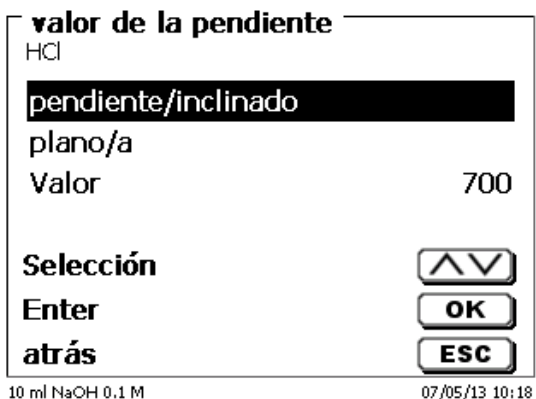 valor de la pendiente
HCl
pendiente/inclinado
plano/a
Valor 700
Selección
Enter OK
atrás ESC
10 ml NaOH 0.1 M 07/05/13 10:18